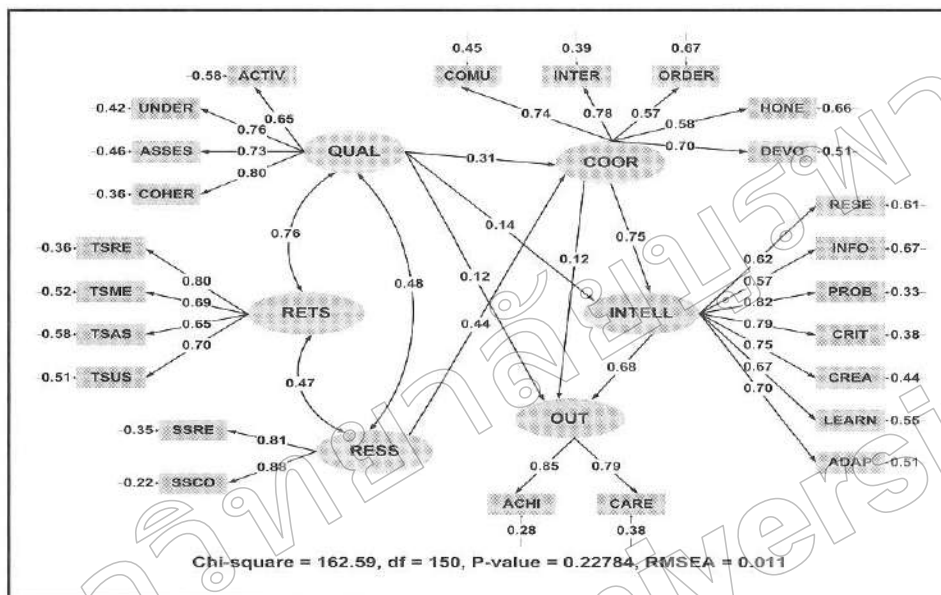 0.45 0.39 0.67
0.58 ACTIV COMU INTER ORDER
0.42 UNDER 0.65 0.74 0.78 0.57 HONE 0.66
0.76 0.58
0.46 ASSES 0.73 QUAL 0.31 COOR 0.70 DEVO 0.51
0.36 COHER 0.80
RESE 0.61
0.14
0.36 TSRE 0.76 0.75 INFO 0.67
0.80 0.48 0.12 0.12 0.62
0.52 TSME 0.69 0.57 PROB 0.33
RETS INTELL 0.82
0.58 TSAS 0.65 0.44 0.79 CRIT 0.38
0.70 0.75
0.51 TSUS 0.47 0.68 0.67 CREA 0.44
0.70
0.35 SSRE 0.81 OUT LEARN 0.55
RESS
0.22 SSCO 0.88 0.85 0.79 ADAP 0.51
ACHI CARE
0.28 0.38
Chi-square = 162.59, df = 150, P-value = 0.22784, RMSEA = 0.011